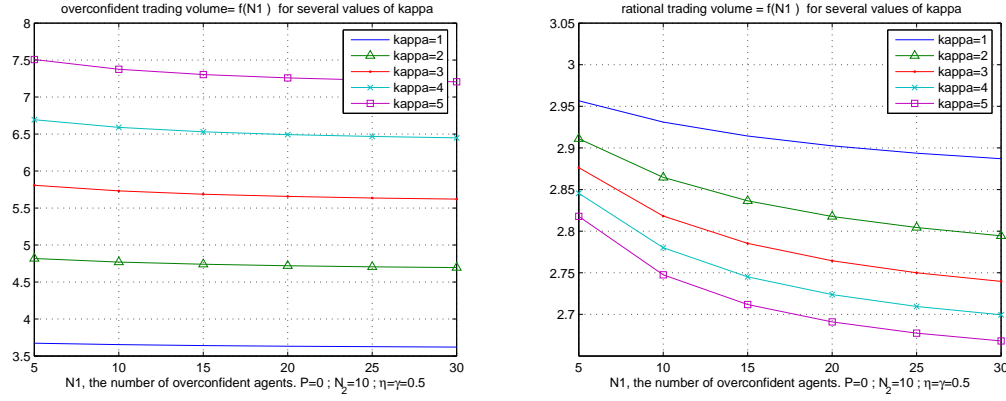 overconfident trading volume= f(N1 ) for several values of kappa
8
7.5
7
6.5
6
5.5
5
4.5
4
3.5
5
10
15
20
25
30
kappa=1
kappa=2
kappa=3
kappa=4
kappa=5
N1, the number of overconfident agents. P=0 ; N₂=10 ; η=γ=0.5
rational trading volume = f(N1 ) for several values of kappa
3.05
3
2.95
2.9
2.85
2.8
2.75
2.7
5
10
15
20
25
30
kappa=1
kappa=2
kappa=3
kappa=4
kappa=5
N1, the number of overconfident agents. P=0 ; N₂=10 ; η=γ=0.5